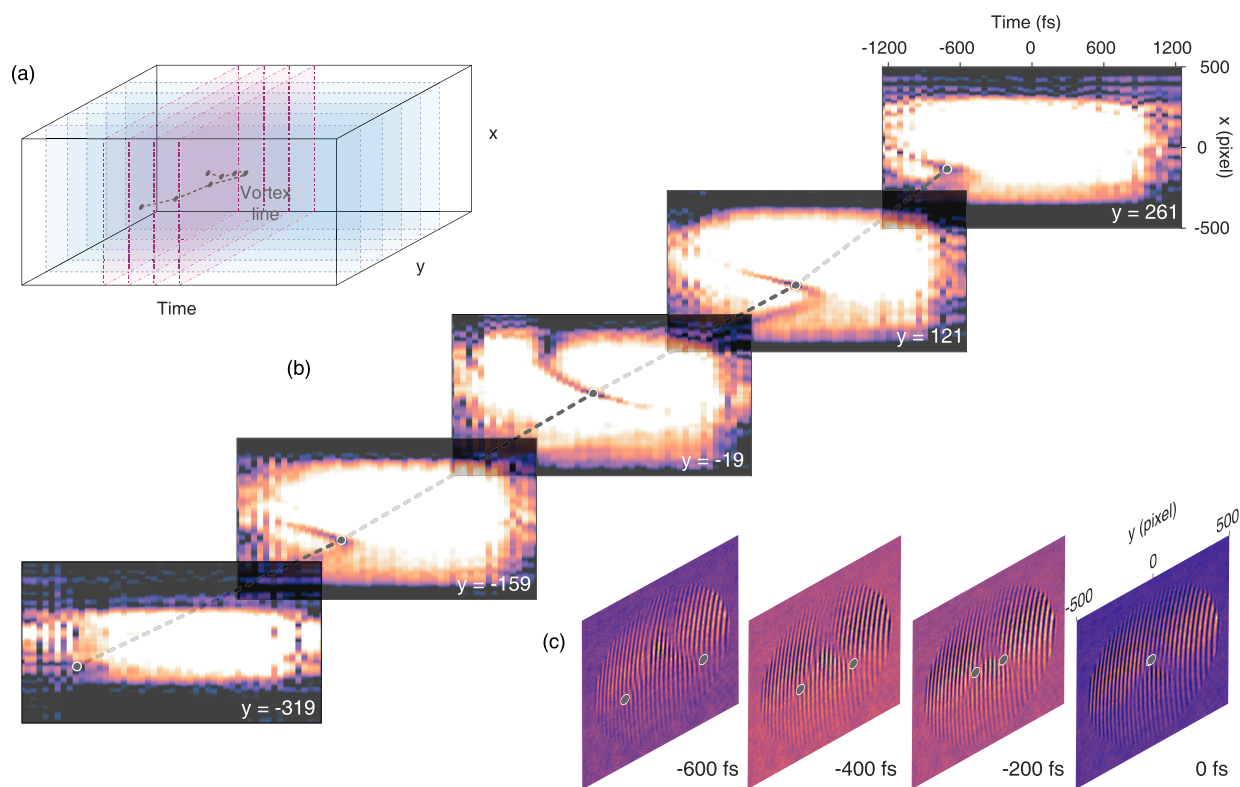 Time (fs)
-1200 -600 0 600 1200
(a)
500
x
0
x (pixel)
Vortex
line
y = 261
-500
y
Time
y = 121
(b)
y = -19
y (pixel)
500
0
y = -159
-500
(c)
y = -319
-600 fs
-400 fs
-200 fs
0 fs